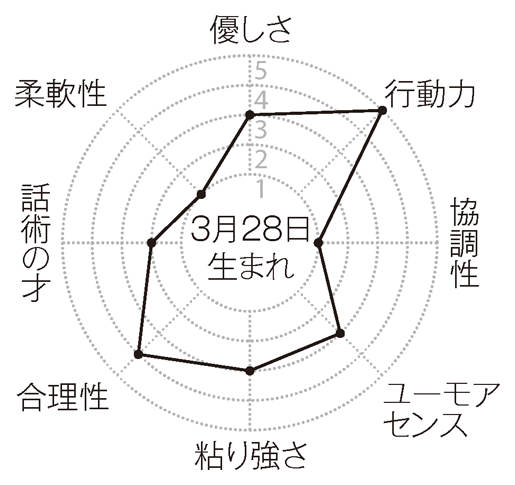 優しさ
5
4
3
2
1
行動力
協調性
ユーモア
センス
粘り強さ
合理性
話術の才
柔軟性
3月28日
生まれ